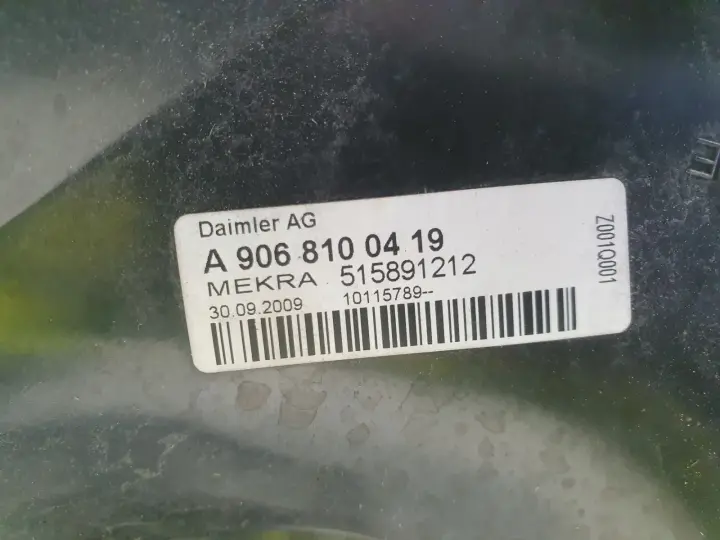 Daimler AG
A 906 810 04 19
MEKRA 515891212
30.09.2009 10115789--
Z001Q001
E